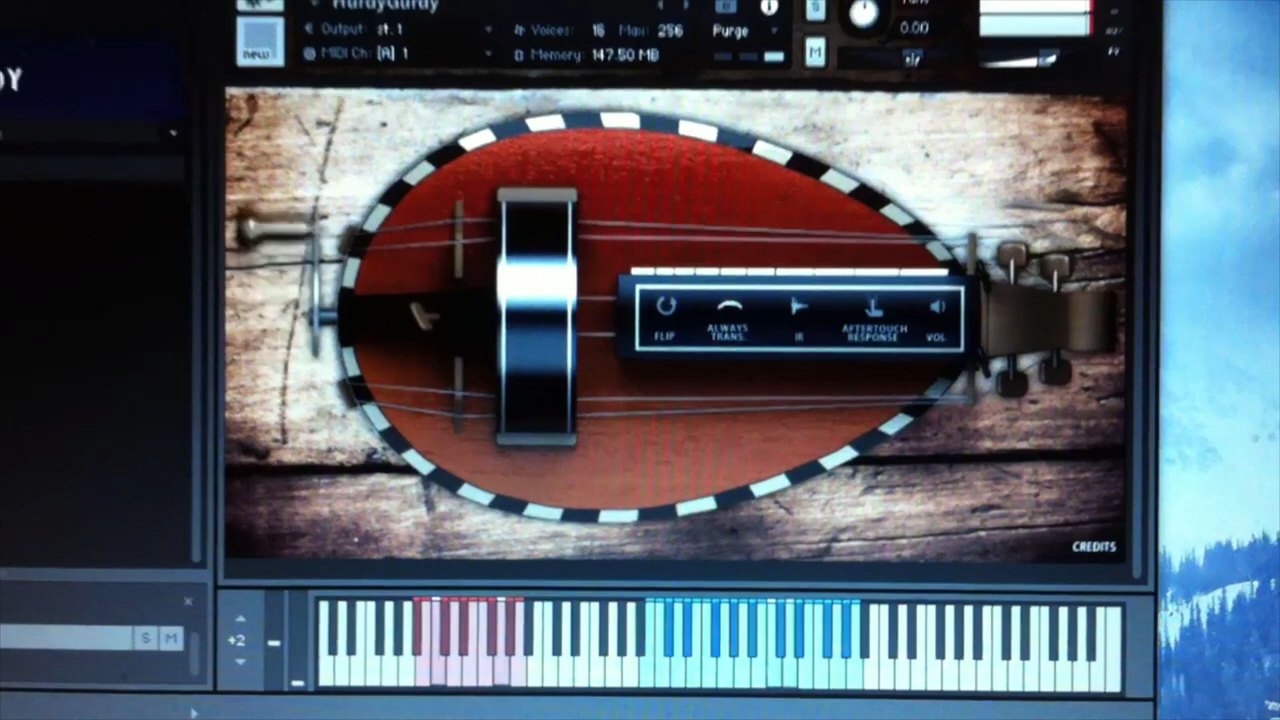 HurdyGurdy
Output: st.1 Voices: 16 Max: 256 Purge
new MIDI Ch: [A] 1 Memory: 147.50 MB
S
0.00
M
FLIP
ALWAYS
TRANS.
IR
AFTERTOUCH
RESPONSE
VOL
CREDITS
+2
S M